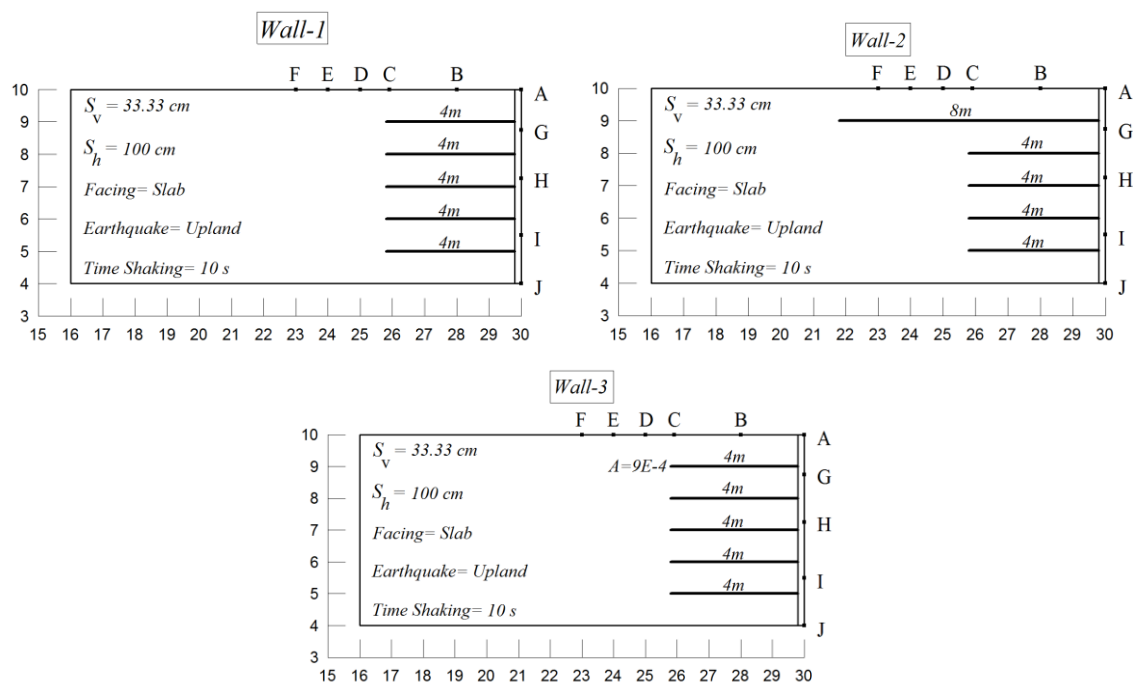 Wall-1
F E D C B
10 A
S_v = 33.33 cm
4m
9 G
S_h = 100 cm
4m
8
4m
7 H
Facing= Slab
4m
6
Earthquake= Upland
4m
I
5
Time Shaking= 10 s
4 J
3
15 16 17 18 19 20 21 22 23 24 25 26 27 28 29 30
Wall-2
F E D C B
10 A
S_v = 33.33 cm
8m
9 G
S_h = 100 cm
4m
8
4m
7 H
Facing= Slab
4m
6
Earthquake= Upland
4m
I
5
Time Shaking= 10 s
4 J
3
15 16 17 18 19 20 21 22 23 24 25 26 27 28 29 30
Wall-3
F E D C B
10 A
S_v = 33.33 cm
4m
9 A=9E-4 G
S_h = 100 cm
4m
8
4m
7 H
Facing= Slab
4m
6
Earthquake= Upland
4m
I
5
Time Shaking= 10 s
4 J
3
15 16 17 18 19 20 21 22 23 24 25 26 27 28 29 30